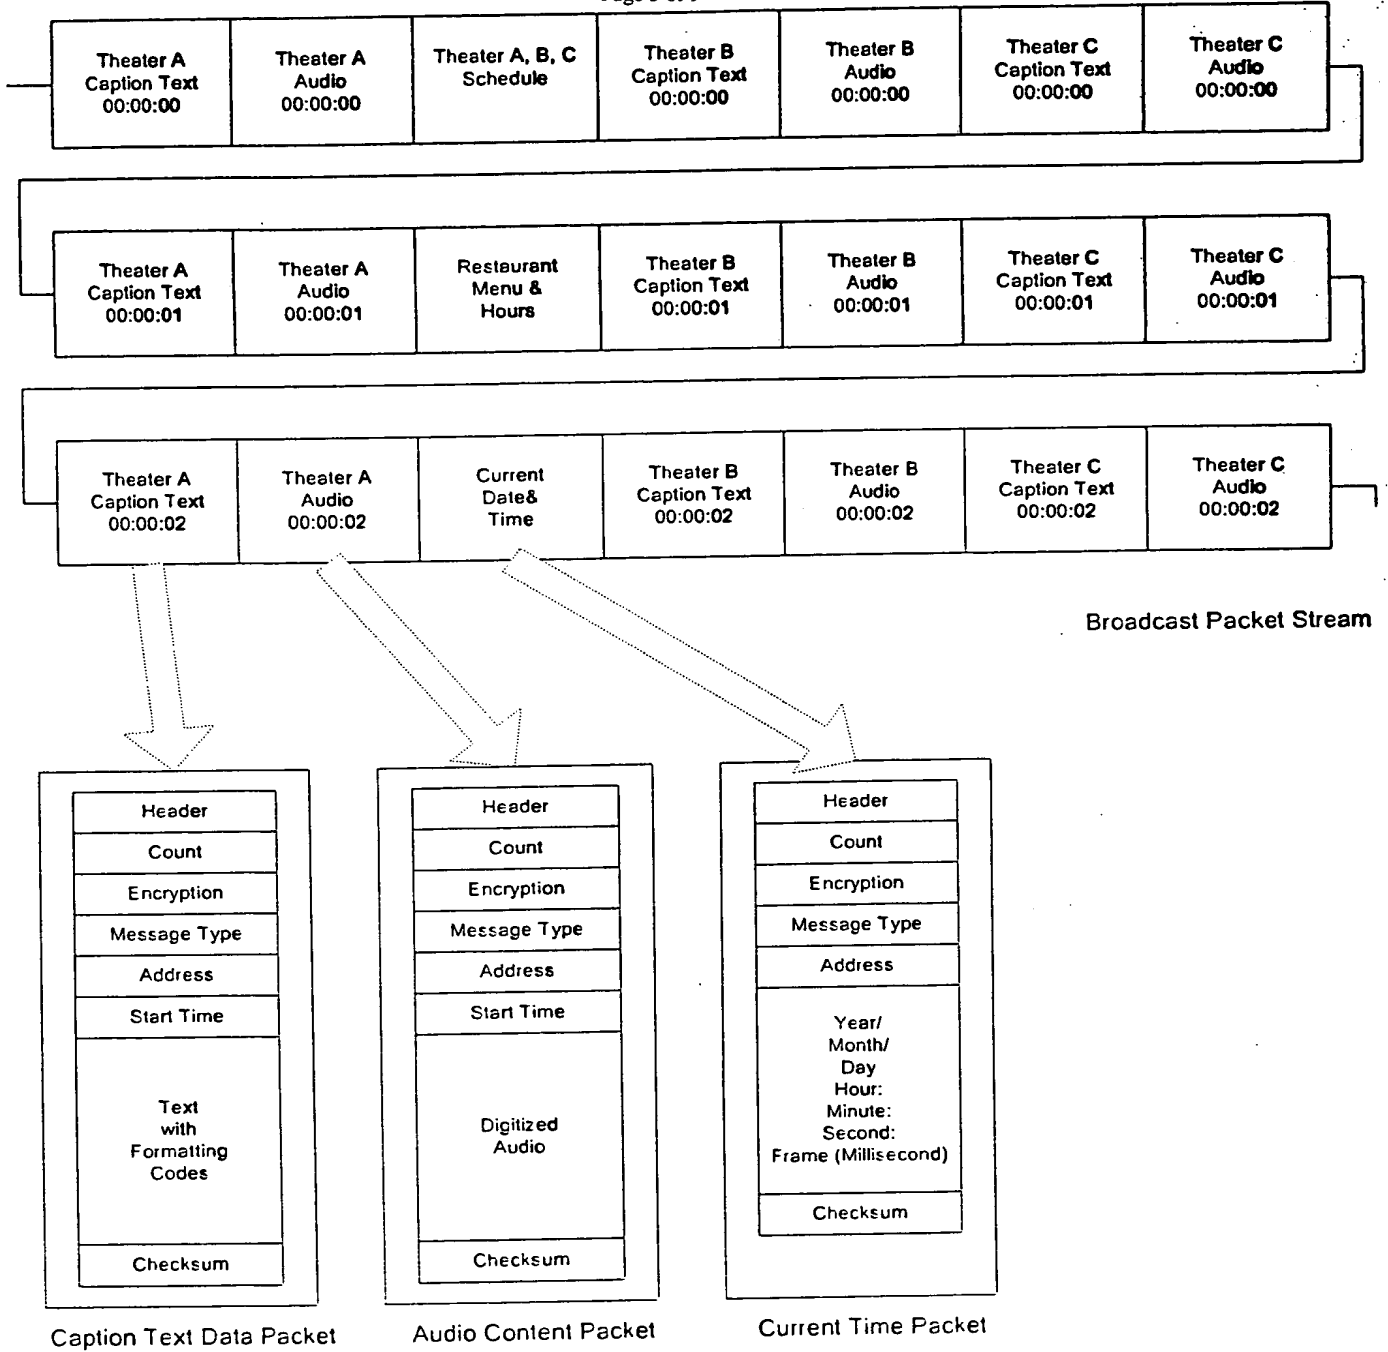 Theater A
Caption Text
00:00:00
Theater A
Audio
00:00:00
Theater A, B, C
Schedule
Theater B
Caption Text
00:00:00
Theater B
Audio
00:00:00
Theater C
Caption Text
00:00:00
Theater C
Audio
00:00:00
Theater A
Caption Text
00:00:01
Theater A
Audio
00:00:01
Restaurant
Menu &
Hours
Theater B
Caption Text
00:00:01
Theater B
Audio
00:00:01
Theater C
Caption Text
00:00:01
Theater C
Audio
00:00:01
Theater A
Caption Text
00:00:02
Theater A
Audio
00:00:02
Current
Date&
Time
Theater B
Caption Text
00:00:02
Theater B
Audio
00:00:02
Theater C
Caption Text
00:00:02
Theater C
Audio
00:00:02
Broadcast Packet Stream
Header
Count
Encryption
Message Type
Address
Start Time
Text
with
Formatting
Codes
Checksum
Caption Text Data Packet
Header
Count
Encryption
Message Type
Address
Start Time
Digitized
Audio
Checksum
Audio Content Packet
Header
Count
Encryption
Message Type
Address
Year/
Month/
Day
Hour:
Minute:
Second:
Frame (Millisecond)
Checksum
Current Time Packet